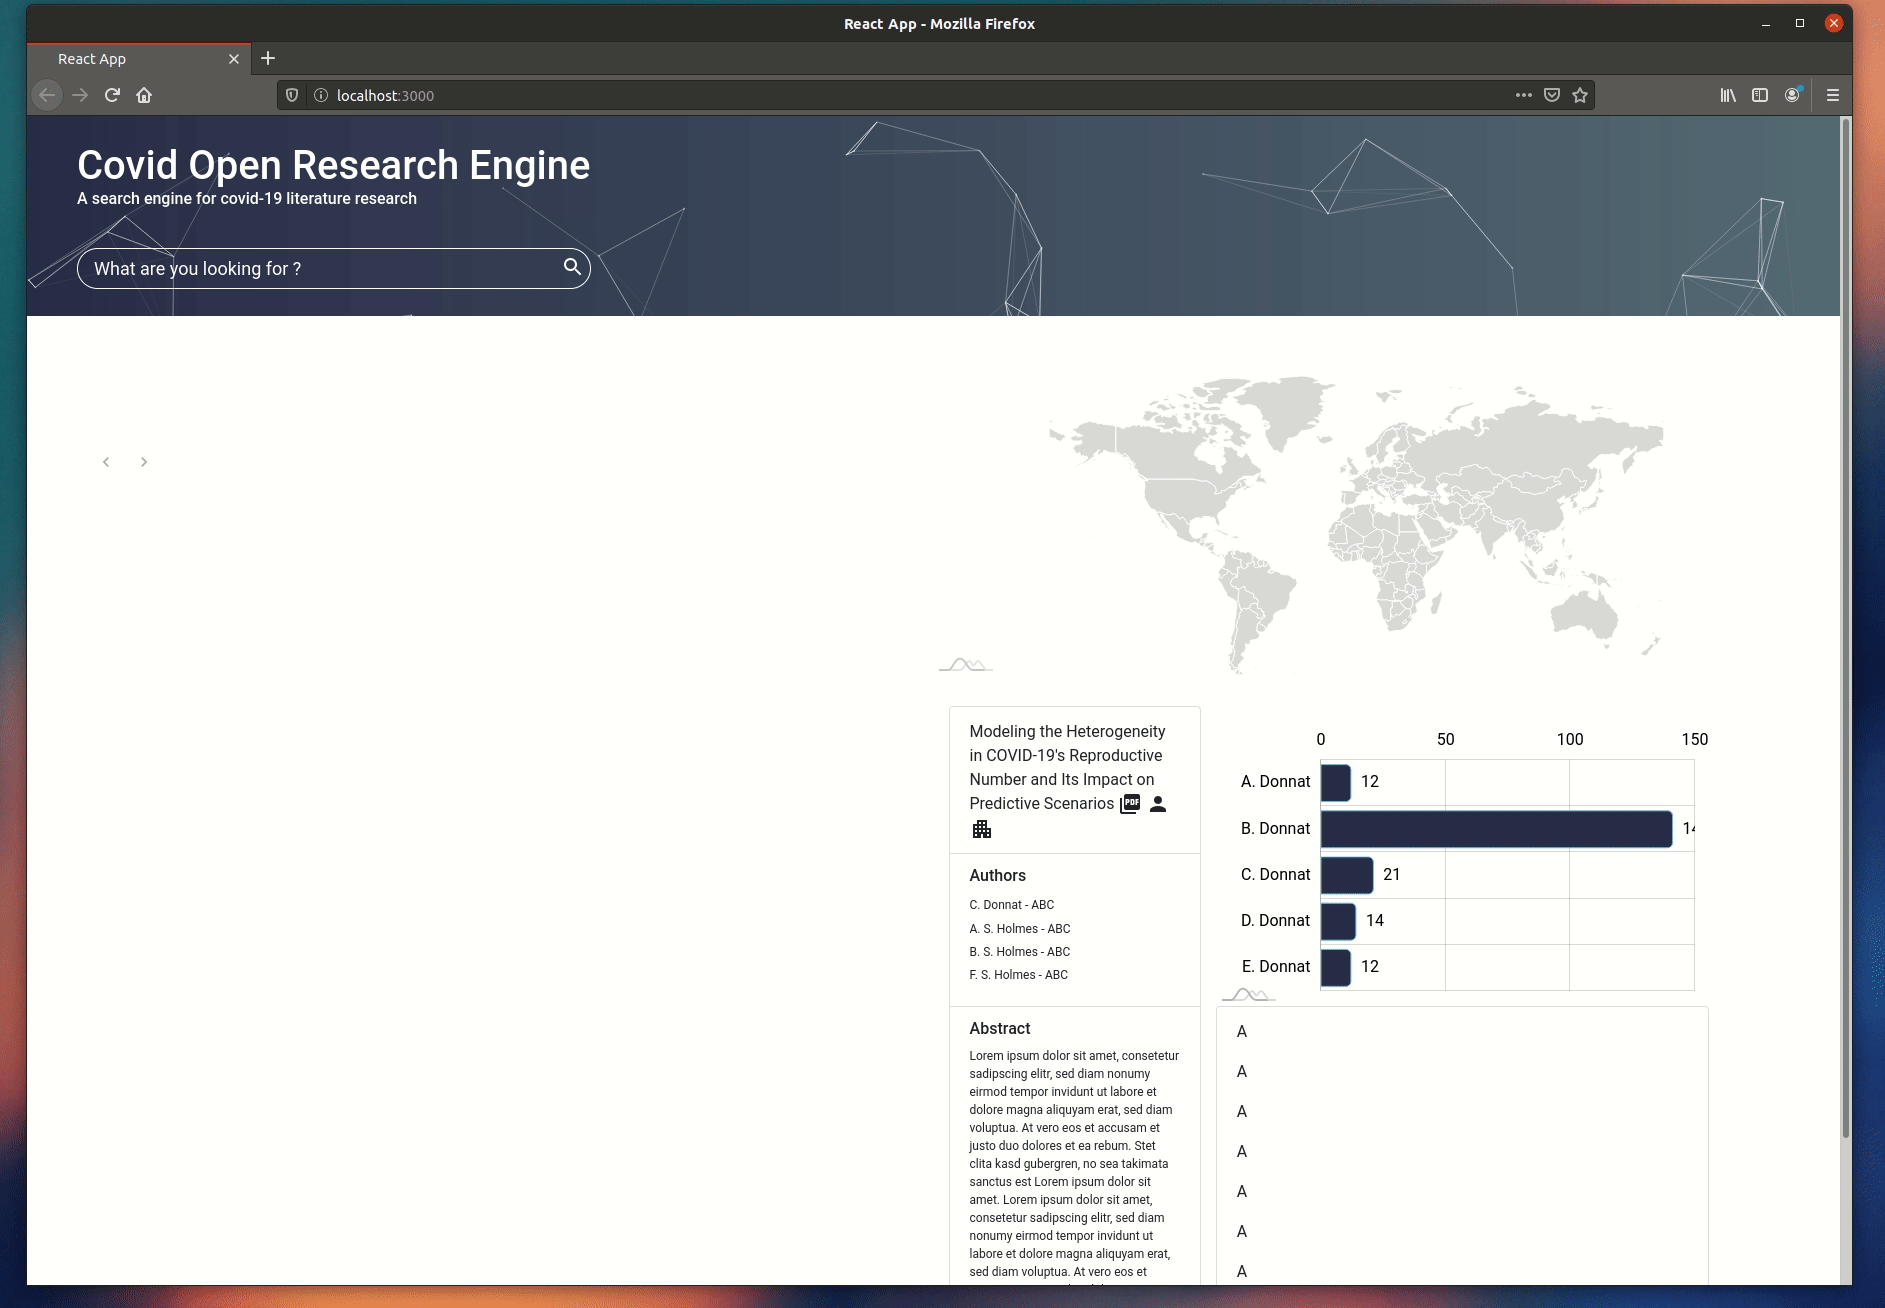 React App - Mozilla Firefox
React App
localhost:3000
Covid Open Research Engine
A search engine for covid-19 literature research
What are you looking for ?
Modeling the Heterogeneity
in COVID-19's Reproductive
Number and Its Impact on
Predictive Scenarios PDF
Authors
C. Donnat - ABC
A. S. Holmes - ABC
B. S. Holmes - ABC
F. S. Holmes - ABC
Abstract
Lorem ipsum dolor sit amet, consetetur
sadipscing elitr, sed diam nonumy
eirmod tempor invidunt ut labore et
dolore magna aliquyam erat, sed diam
voluptua. At vero eos et accusam et
justo duo dolores et ea rebum. Stet
clita kasd gubergren, no sea takimata
sanctus est Lorem ipsum dolor sit
amet. Lorem ipsum dolor sit amet,
consetetur sadipscing elitr, sed diam
nonumy eirmod tempor invidunt ut
labore et dolore magna aliquyam erat,
sed diam voluptua. At vero eos et
0 50 100 150
A. Donnat 12
B. Donnat
C. Donnat 21
D. Donnat 14
E. Donnat 12
A
A
A
A
A
A
A